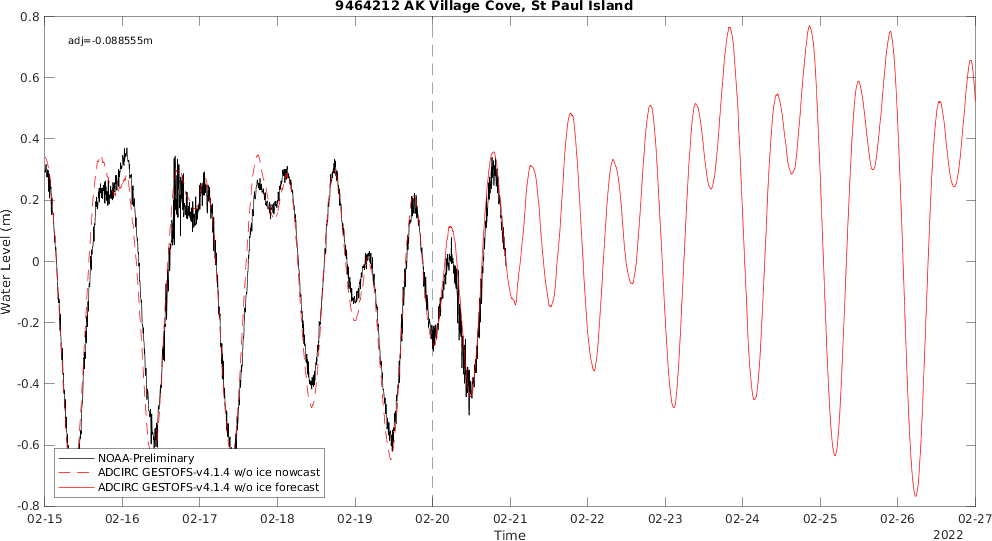 9464212 AK Village Cove, St Paul Island
adj=-0.088555m
0.8
0.6
0.4
0.2
0
-0.2
-0.4
-0.6
-0.8
Water Level (m)
NOAA-Preliminary
ADCIRC GESTOFS-v4.1.4 w/o ice nowcast
ADCIRC GESTOFS-v4.1.4 w/o ice forecast
02-15 02-16 02-17 02-18 02-19 02-20 02-21 02-22 02-23 02-24 02-25 02-26 02-27
Time
2022